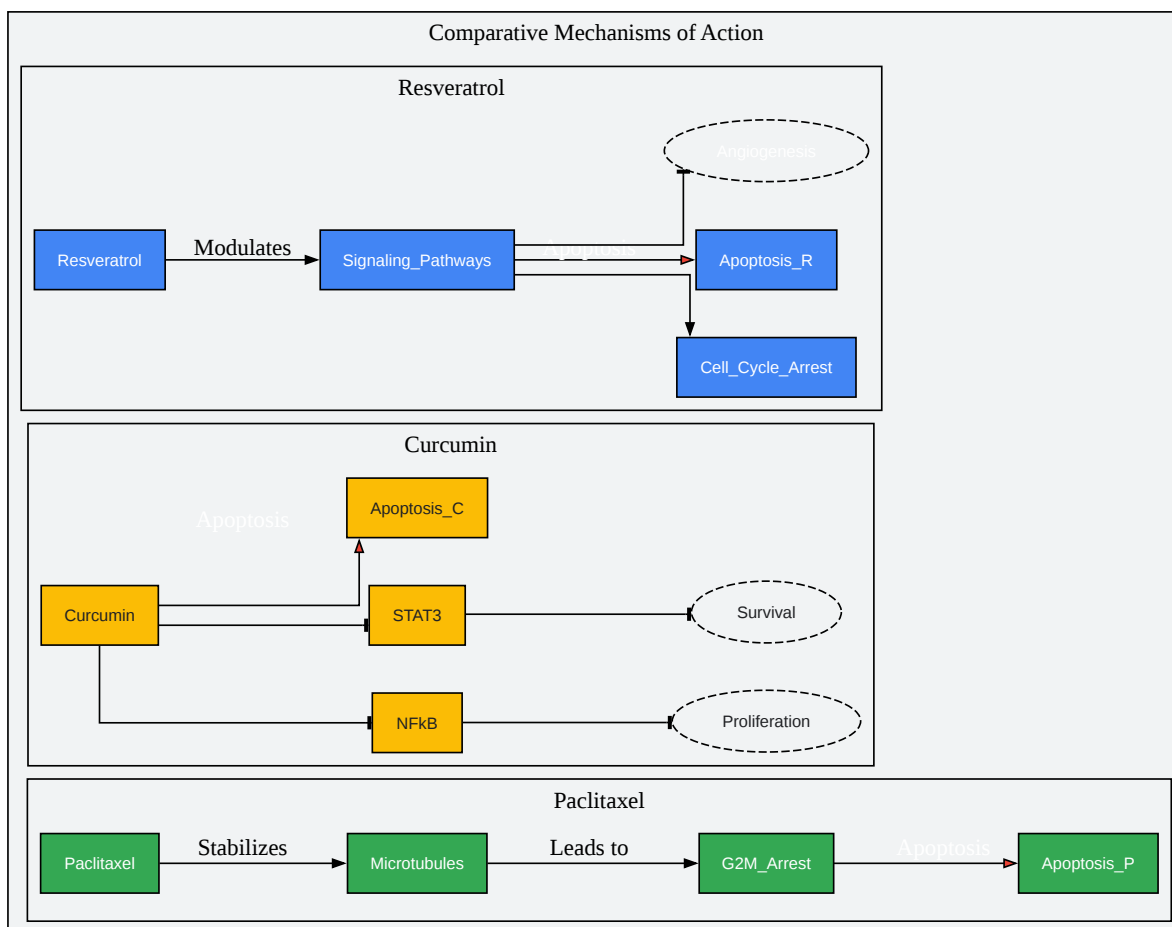 Comparative Mechanisms of Action
Resveratrol
Angiogenesis
Resveratrol
Modulates
Signaling_Pathways
Apoptosis
Apoptosis_R
Cell_Cycle_Arrest
Curcumin
Apoptosis
Apoptosis_C
Curcumin
STAT3
Survival
NFkB
Proliferation
Paclitaxel
Paclitaxel
Stabilizes
Microtubules
Leads to
G2M_Arrest
Apoptosis
Apoptosis_P